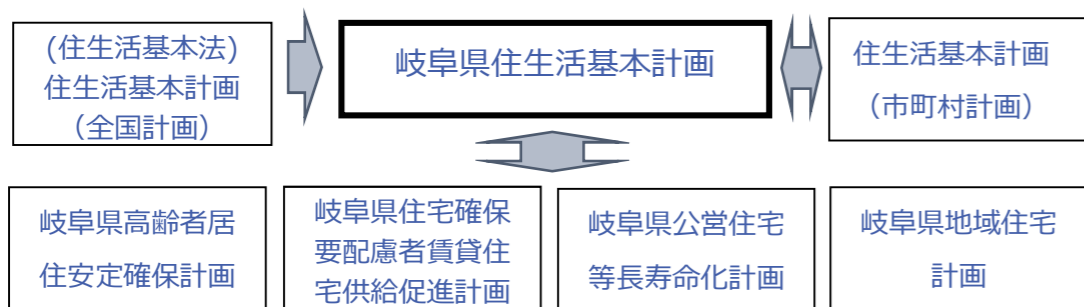 (住生活基本法)
住生活基本計画
（全国計画）
岐阜県住生活基本計画
住生活基本計画
（市町村計画）
岐阜県高齢者居
住安定確保計画
岐阜県住宅確保
要配慮者賃貸住
宅供給促進計画
岐阜県公営住宅
等長寿命化計画
岐阜県地域住宅
計画